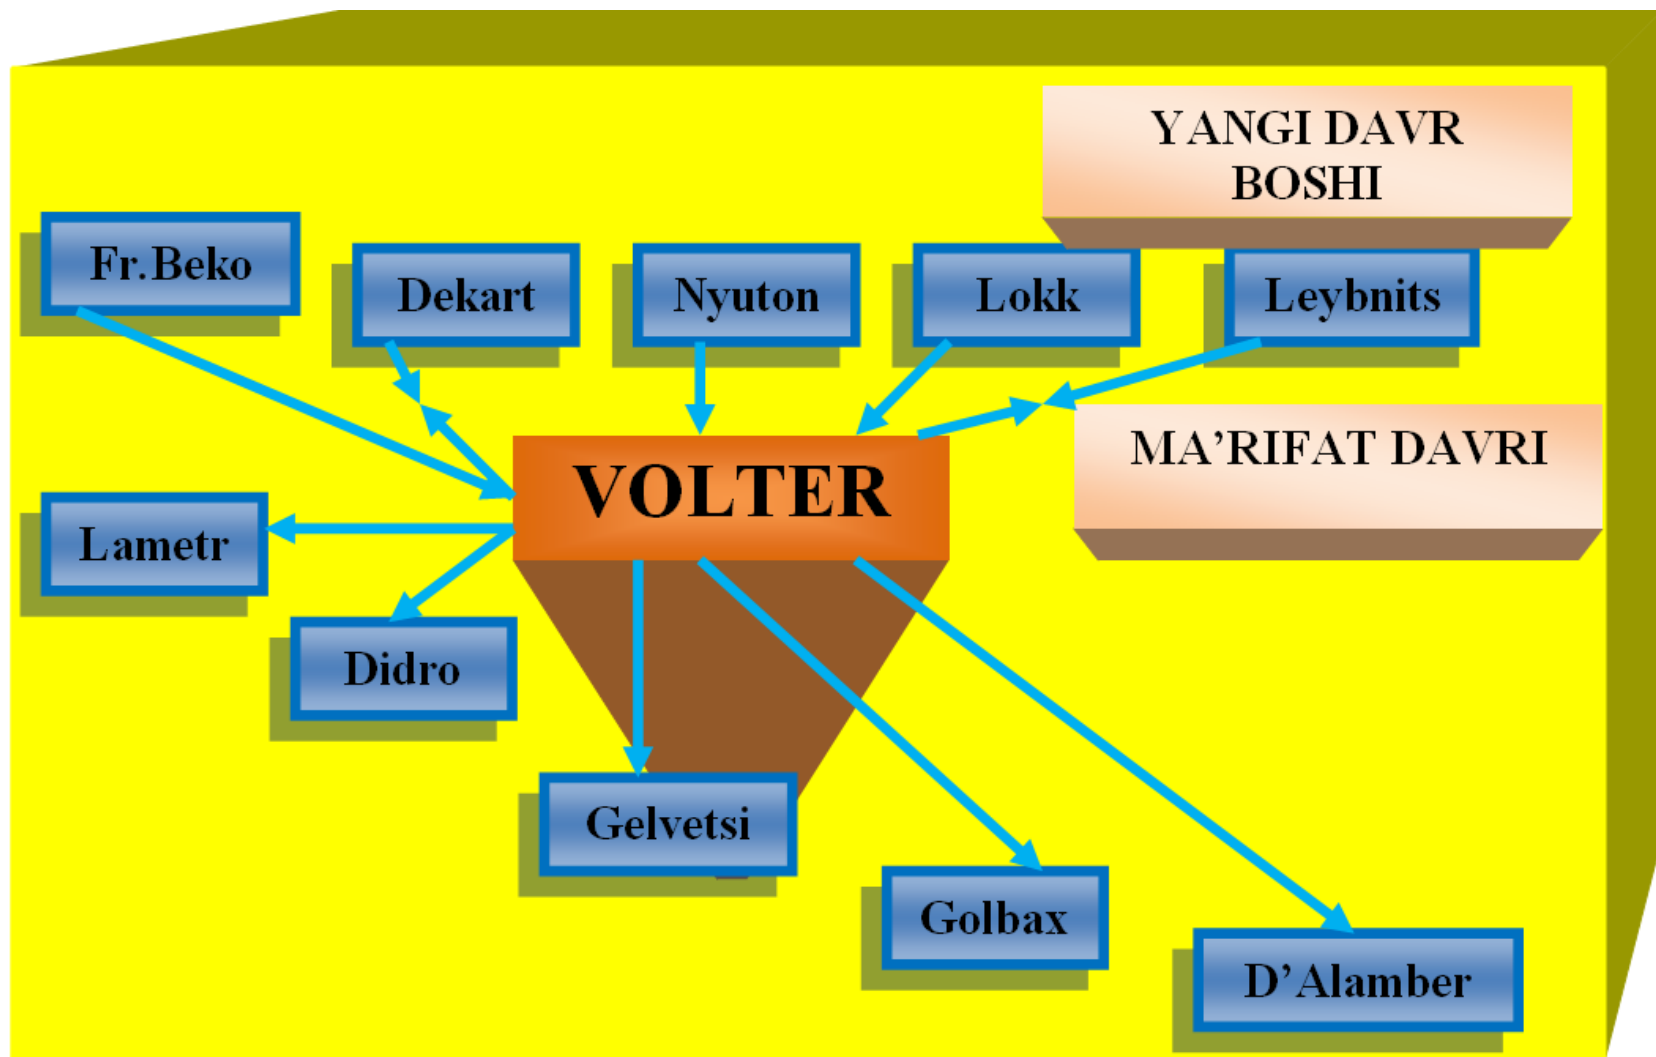 YANGI DAVR
BOSHI
Fr.Beko
Dekart
Nyuton
Lokk
Leybnits
MA’RIFAT DAVRI
VOLTER
Lametr
Didro
Gelvetsi
Golbax
D’Alamber